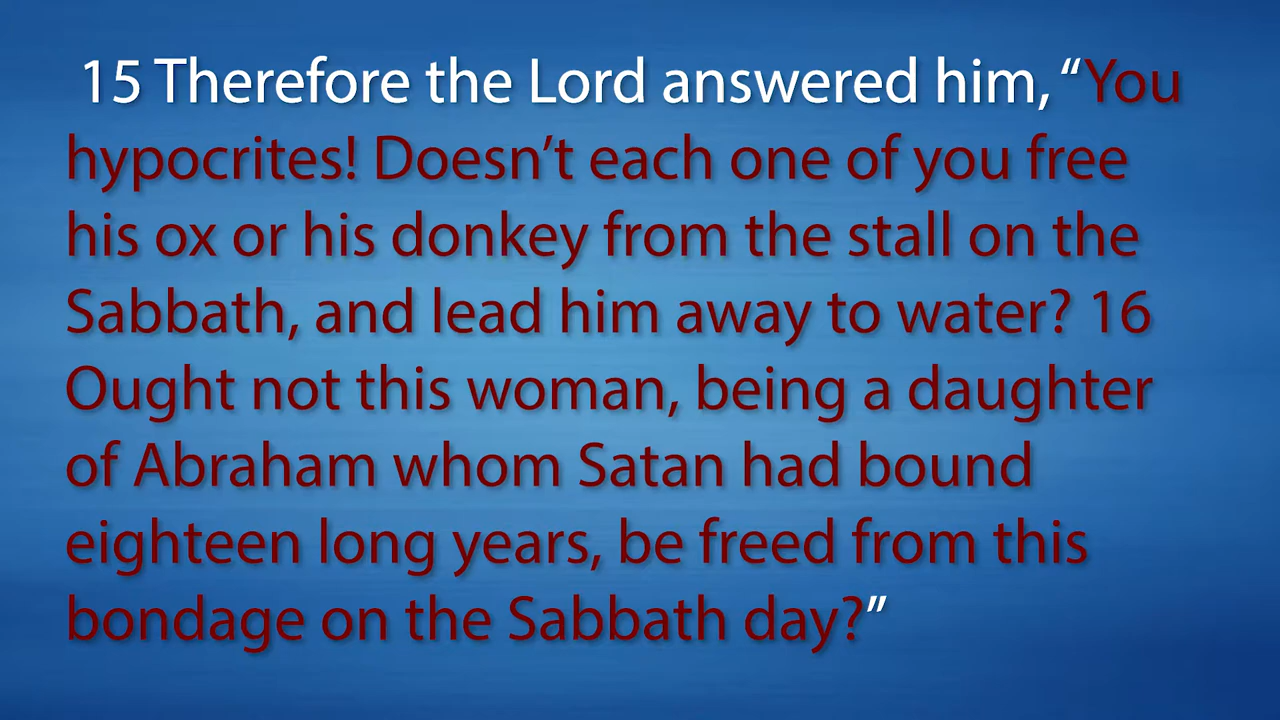 15 Therefore the Lord answered him, “You
hypocrites! Doesn’t each one of you free
his ox or his donkey from the stall on the
Sabbath, and lead him away to water? 16
Ought not this woman, being a daughter
of Abraham whom Satan had bound
eighteen long years, be freed from this
bondage on the Sabbath day?”